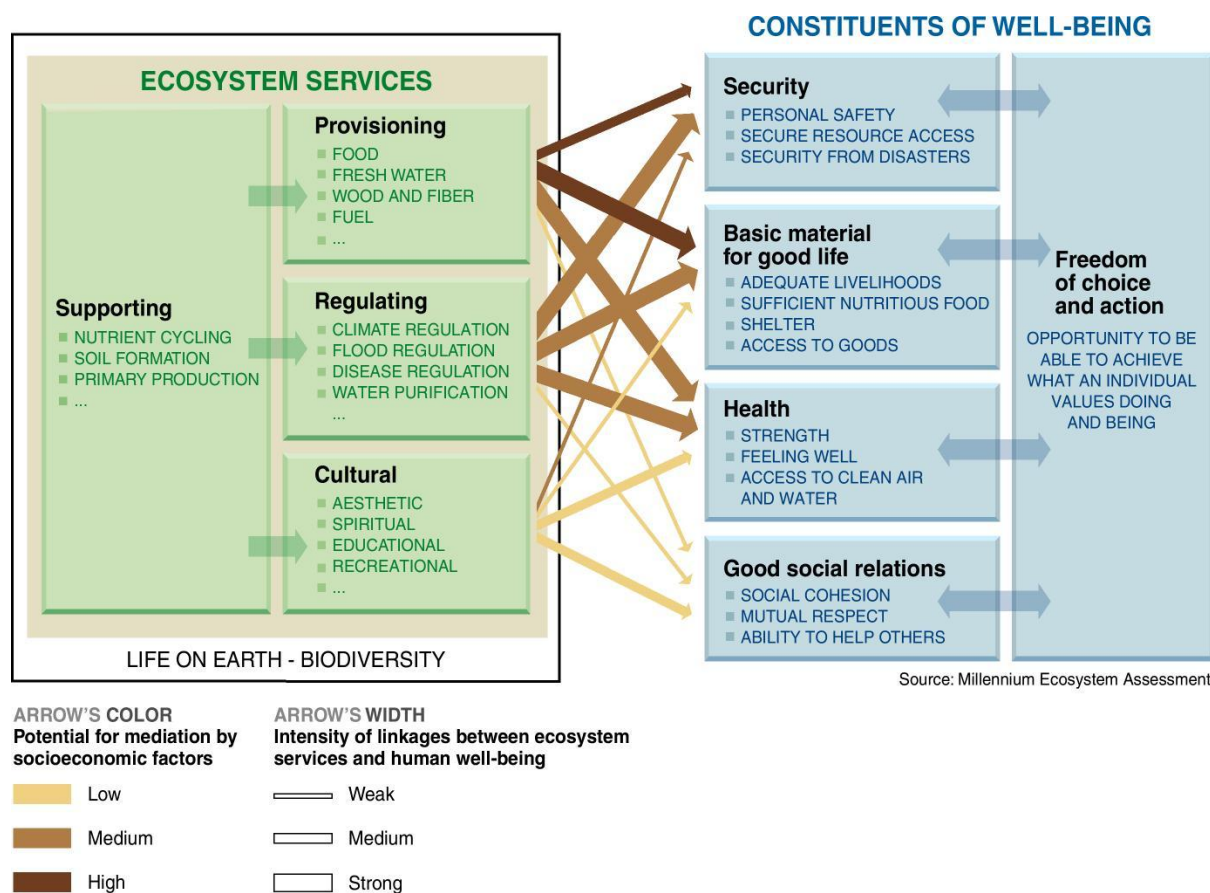 CONSTITUENTS OF WELL-BEING
ECOSYSTEM SERVICES
Supporting
NUTRIENT CYCLING
SOIL FORMATION
PRIMARY PRODUCTION
...
Provisioning
FOOD
FRESH WATER
WOOD AND FIBER
FUEL
...
Regulating
CLIMATE REGULATION
FLOOD REGULATION
DISEASE REGULATION
WATER PURIFICATION
...
Cultural
AESTHETIC
SPIRITUAL
EDUCATIONAL
RECREATIONAL
...
LIFE ON EARTH - BIODIVERSITY
Security
PERSONAL SAFETY
SECURE RESOURCE ACCESS
SECURITY FROM DISASTERS
Basic material
for good life
ADEQUATE LIVELIHOODS
SUFFICIENT NUTRITIOUS FOOD
SHELTER
ACCESS TO GOODS
Health
STRENGTH
FEELING WELL
ACCESS TO CLEAN AIR
AND WATER
Good social relations
SOCIAL COHESION
MUTUAL RESPECT
ABILITY TO HELP OTHERS
Freedom
of choice
and action
OPPORTUNITY TO BE
ABLE TO ACHIEVE
WHAT AN INDIVIDUAL
VALUES DOING
AND BEING
Source: Millennium Ecosystem Assessment
ARROW'S COLOR
Potential for mediation by
socioeconomic factors
Low
Medium
High
ARROW'S WIDTH
Intensity of linkages between ecosystem
services and human well-being
Weak
Medium
Strong